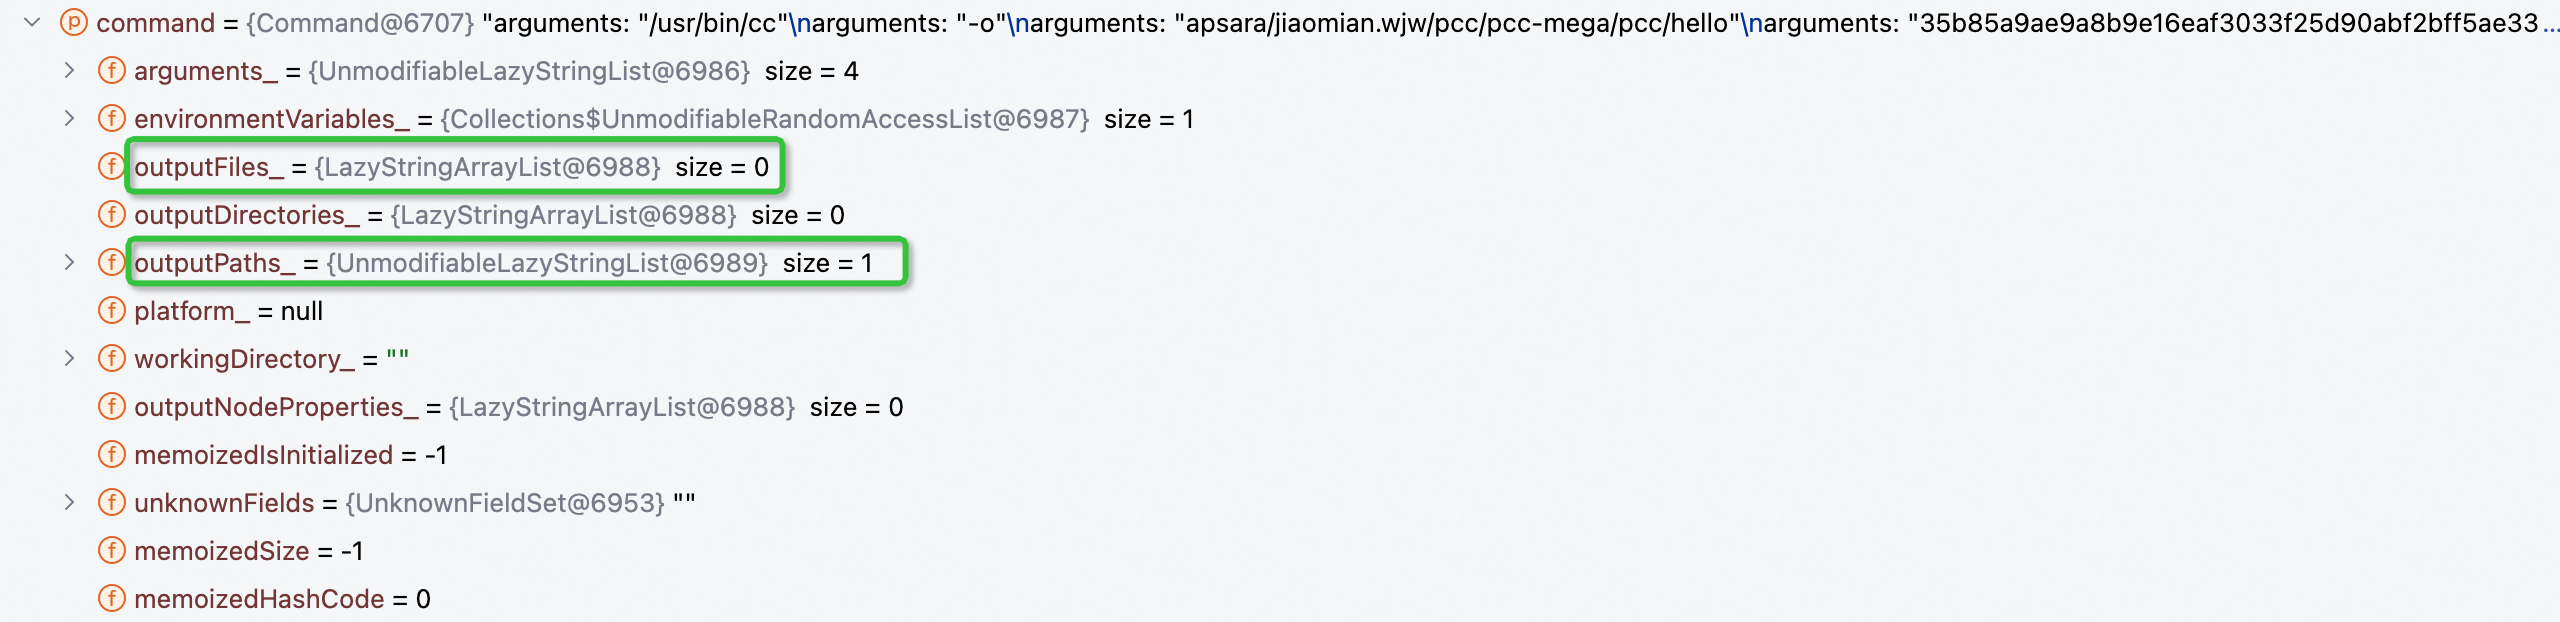 command = {Command@6707} "arguments: "/usr/bin/cc"\narguments: "-o"\narguments: "apsara/jiaomian.wjw/pcc/pcc-mega/pcc/hello"\narguments: "35b85a9ae9a8b9e16eaf3033f25d90abf2bff5ae33...
arguments_ = {UnmodifiableLazyStringList@6986} size = 4
environmentVariables_ = {Collections$UnmodifiableRandomAccessList@6987} size = 1
outputFiles_ = {LazyStringArrayList@6988} size = 0
outputDirectories_ = {LazyStringArrayList@6988} size = 0
outputPaths_ = {UnmodifiableLazyStringList@6989} size = 1
platform_ = null
workingDirectory_ = ""
outputNodeProperties_ = {LazyStringArrayList@6988} size = 0
memoizedIsInitialized = -1
unknownFields = {UnknownFieldSet@6953} ""
memoizedSize = -1
memoizedHashCode = 0